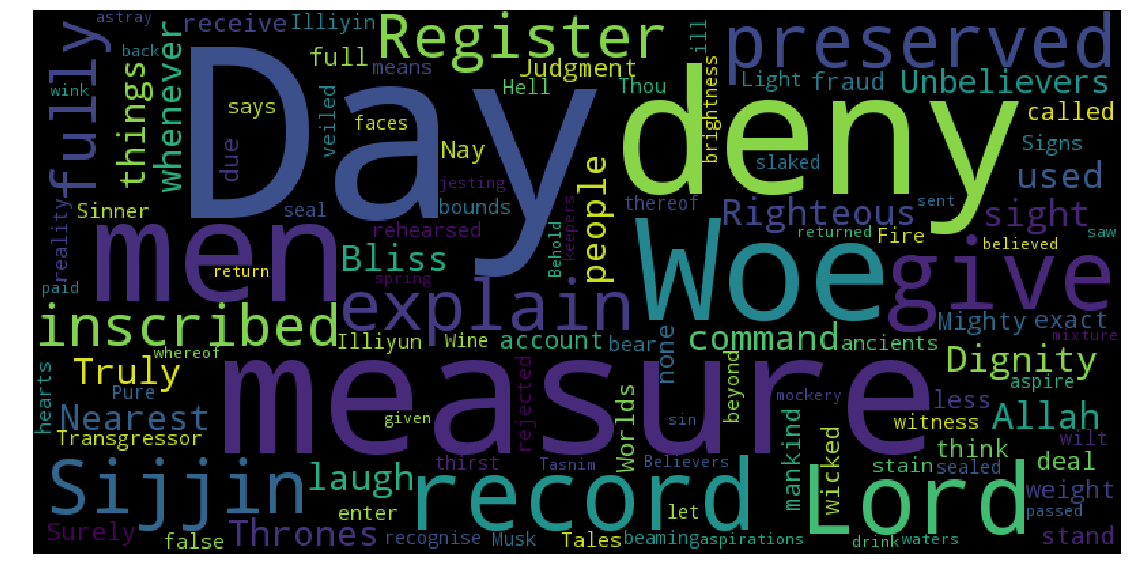 astray
receive
Illiyin
Register
ill
preserved
fully
back
full
means
Judgment
Hell
Thou
Light
fraud
Unbelievers
wink
things
whenever
says
veiled
faces
Day
deny
brightness
called
due
Nay
slaked
Signs
used
jesting
people
thereof
sent
Sinner
seal
bounds
Righteous
sight
reality
rehearsed
Behold
keepers
returned
Fire
believed
saw
men
return
Bliss
Woe
give
paid
spring
explain
inscribed
Illiyun
Wine
account
bear
none
command
ancients
Mighty
exact
mixture
whereof
Truly
hearts
Pure
measure
beyond
mockery
Dignity
aspire
less
Nearest
given
rejected
Worlds
sin
mankind
witness
Allah
wilt
Transgressor
thirst
Tasnim
Believers
wicked
think
deal
stain
sealed
Sijjin
laugh
record
Lord
weight
enter
let
passed
Surely
false
Thrones
recognise
Musk
Tales
beaming
aspirations
drink
waters
stand